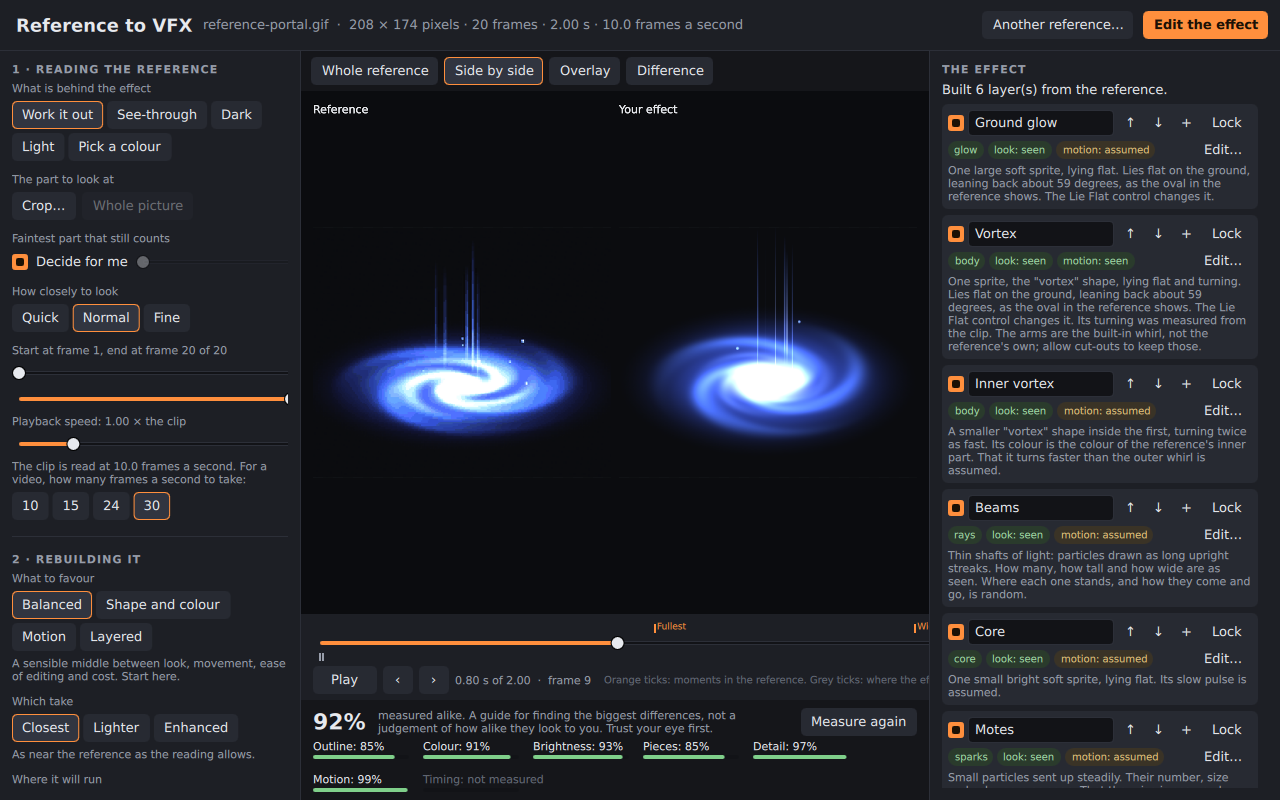 Reference to VFX reference-portal.gif · 208 × 174 pixels · 20 frames · 2.00 s · 10.0 frames a second
Another reference... Edit the effect
1 · READING THE REFERENCE
What is behind the effect
Work it out See-through Dark
Light Pick a colour
The part to look at
Crop... Whole picture
Faintest part that still counts
Decide for me
How closely to look
Quick Normal Fine
Start at frame 1, end at frame 20 of 20
Playback speed: 1.00 × the clip
The clip is read at 10.0 frames a second. For a
video, how many frames a second to take:
10 15 24 30
2 · REBUILDING IT
What to favour
Balanced Shape and colour
Motion Layered
A sensible middle between look, movement, ease
of editing and cost. Start here.
Which take
Closest Lighter Enhanced
As near the reference as the reading allows.
Where it will run
Whole reference Side by side Overlay Difference
Reference Your effect
Fullest
Play ‹ › 0.80 s of 2.00 · frame 9 Orange ticks: moments in the reference. Grey ticks: where the
92% measured alike. A guide for finding the biggest differences, not a
judgement of how alike they look to you. Trust your eye first.
Measure again
Outline: 85% Colour: 91% Brightness: 93% Pieces: 85% Detail: 97%
Motion: 99% Timing: not measured
THE EFFECT
Built 6 layer(s) from the reference.
Ground glow ↑ ↓ + Lock
glow look: seen motion: assumed Edit...
One large soft sprite, lying flat. Lies flat on the ground,
leaning back about 59 degrees, as the oval in the
reference shows. The Lie Flat control changes it.
Vortex ↑ ↓ + Lock
body look: seen motion: seen Edit...
One sprite, the "vortex" shape, lying flat and turning.
Lies flat on the ground, leaning back about 59
degrees, as the oval in the reference shows. The Lie
Flat control changes it. Its turning was measured from
the clip. The arms are the built-in whirl, not the
reference's own; allow cut-outs to keep those.
Inner vortex ↑ ↓ + Lock
body look: seen motion: assumed Edit...
A smaller "vortex" shape inside the first, turning twice
as fast. Its colour is the colour of the reference's inner
part. That it turns faster than the outer whirl is
assumed.
Beams ↑ ↓ + Lock
rays look: seen motion: assumed Edit...
Thin shafts of light: particles drawn as long upright
streaks. How many, how tall and how wide are as
seen. Where each one stands, and how they come and
go, is random.
Core ↑ ↓ + Lock
core look: seen motion: assumed Edit...
One small bright soft sprite, lying flat. Its slow pulse is
assumed.
Motes ↑ ↓ + Lock
sparks look: seen motion: assumed Edit...
Small particles sent up steadily. Their number, size